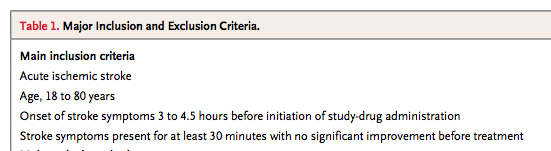 Table 1. Major Inclusion and Exclusion Criteria.
Main inclusion criteria
Acute ischemic stroke
Age, 18 to 80 years
Onset of stroke symptoms 3 to 4.5 hours before initiation of study-drug administration
Stroke symptoms present for at least 30 minutes with no significant improvement before treatment